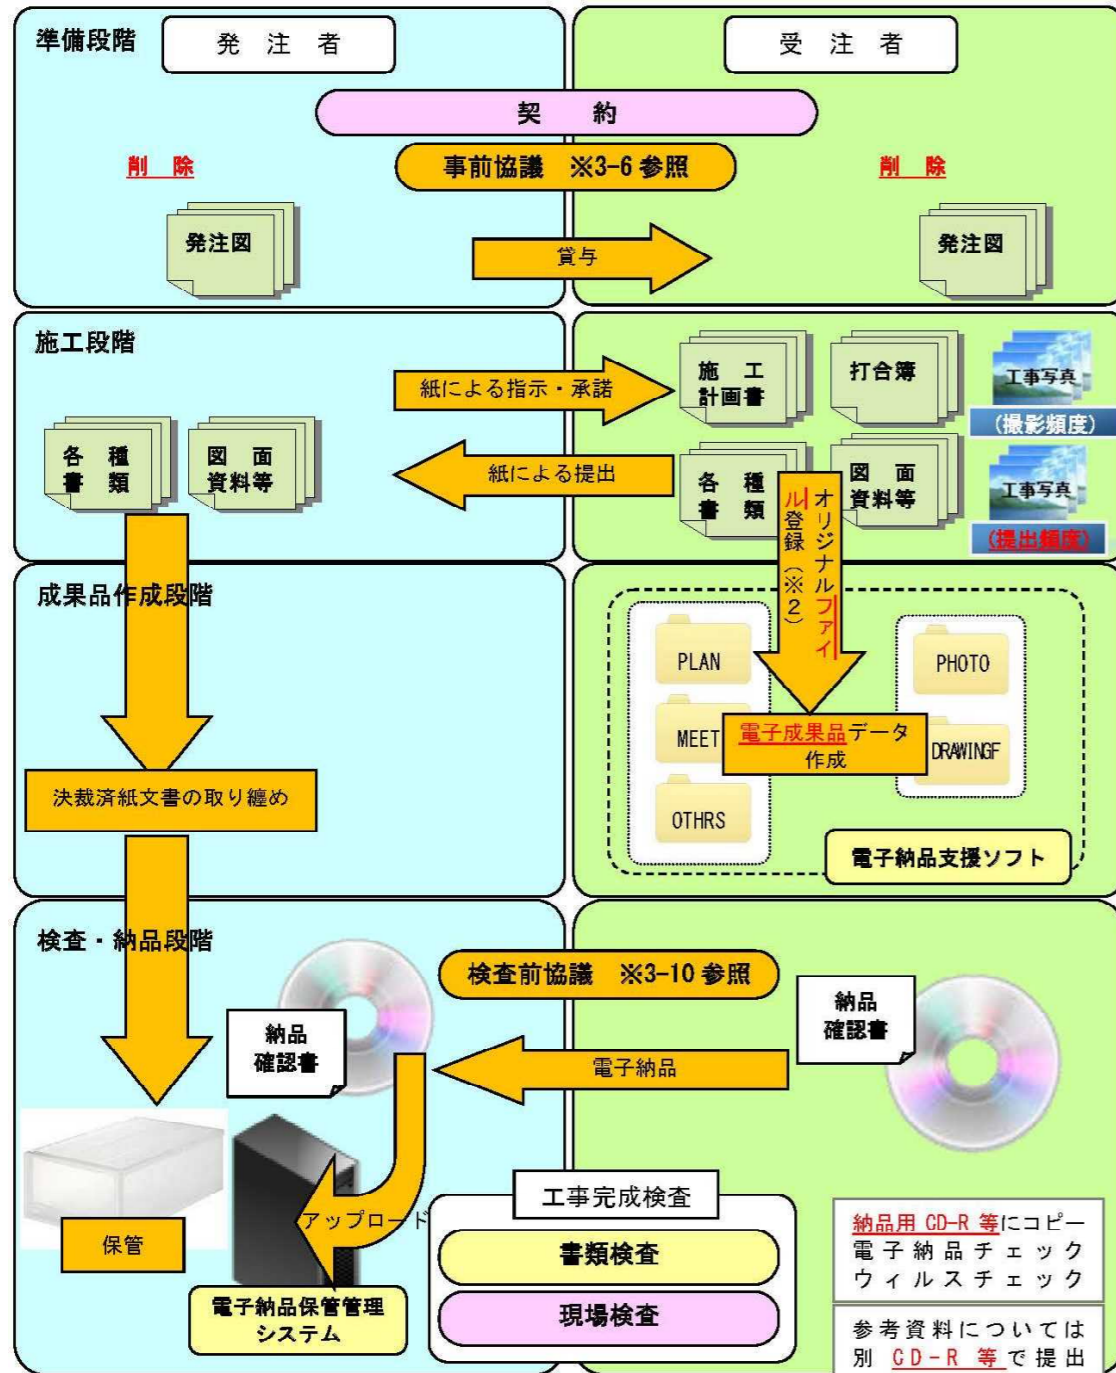 準備段階
発 注 者
受 注 者
契 約
事前協議 ※3-6 参照
削 除
削 除
発注図
貸与
発注図
施工段階
紙による指示・承諾
施 工
計画書
打合簿
工事写真
(撮影頻度)
各 種
書 類
図 面
資料等
紙による提出
各 種
書 類
図 面
資料等
工事写真
(提出頻度)
オリジナルファイ
ル登録(※2)
成果品作成段階
PLAN
MEET
OTHRS
PHOTO
DRAWINGF
電子成果品データ
作成
決裁済紙文書の取り纏め
電子納品支援ソフト
検査・納品段階
検査前協議 ※3-10 参照
納品
確認書
電子納品
納品
確認書
アップロード
保管
電子納品保管管理
システム
工事完成検査
書類検査
現場検査
納品用 CD-R 等にコピー
電子納品チェック
ウィルスチェック
参考資料については
別 CD-R 等で提出